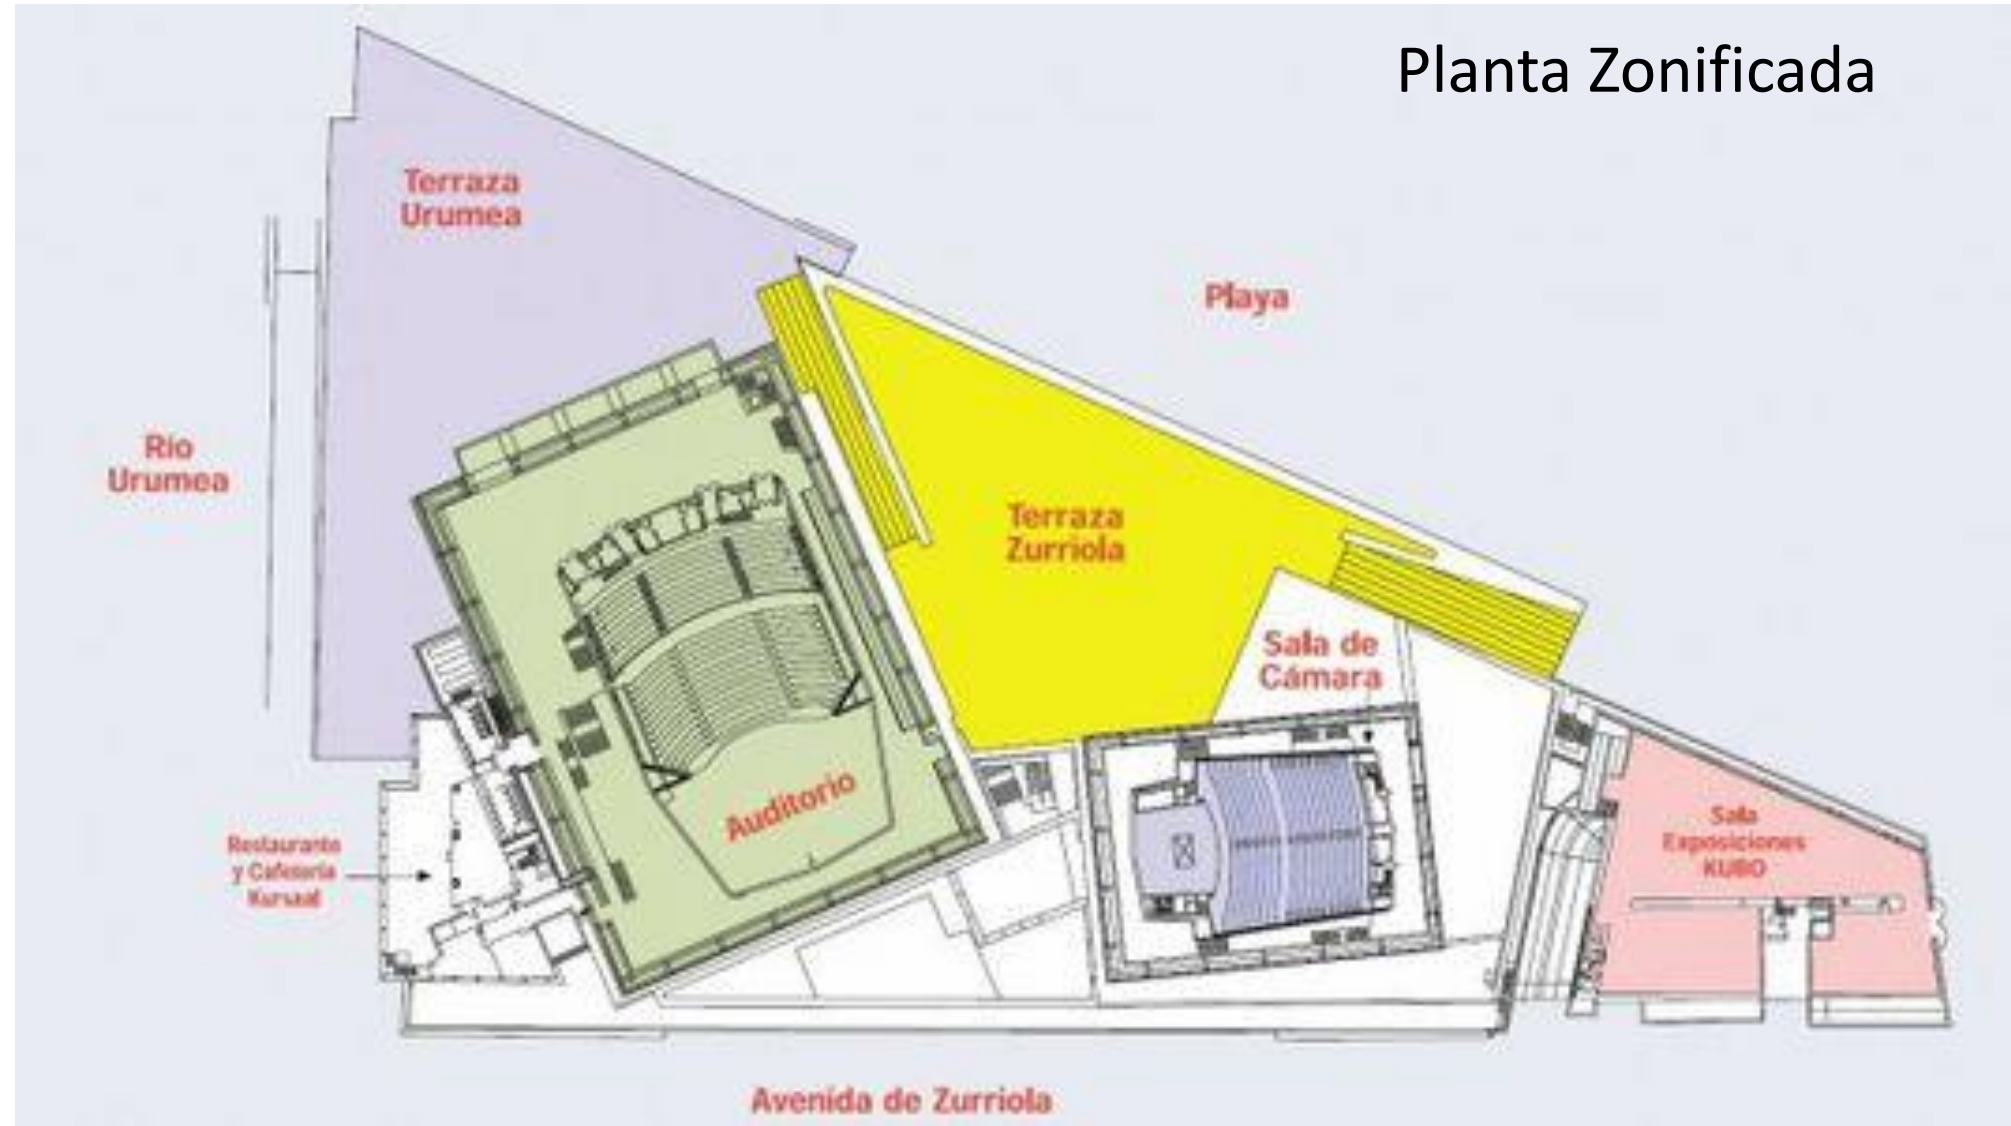 Planta Zonificada
Terraza
Urumea
Playa
Río
Urumea
Terraza
Zurriola
Sala de
Cámara
Auditorio
Sala
Exposiciones
KUBO
Restaurante
y Cafetería
Kursaal
Avenida de Zurriola